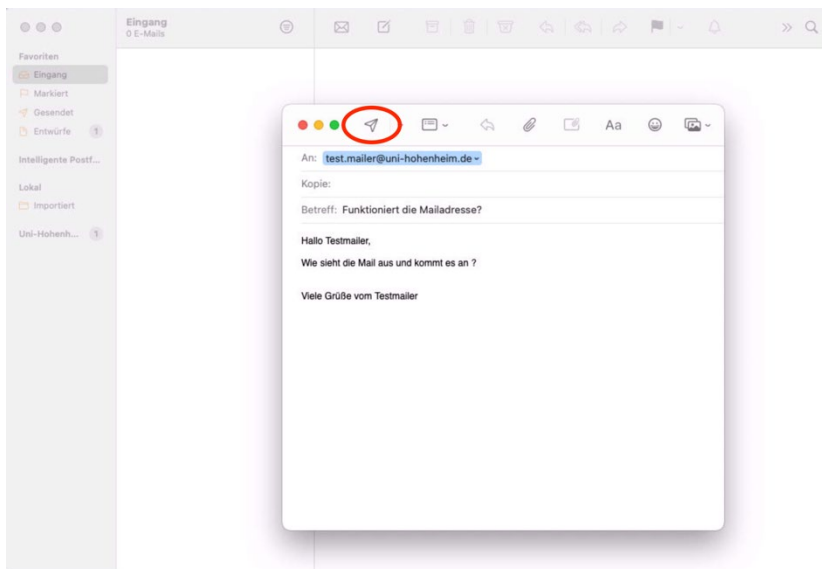 Eingang
0 E-Mails
Favoriten
Eingang
Markiert
Gesendet
Entwürfe 1
Intelligente Postf...
Lokal
Importiert
Uni-Hohenh... 1
Aa
An: test.mailer@uni-hohenheim.de
Kopie:
Betreff: Funktioniert die Mailadresse?
Hallo Testmailer,
Wie sieht die Mail aus und kommt es an ?
Viele Grüße vom Testmailer